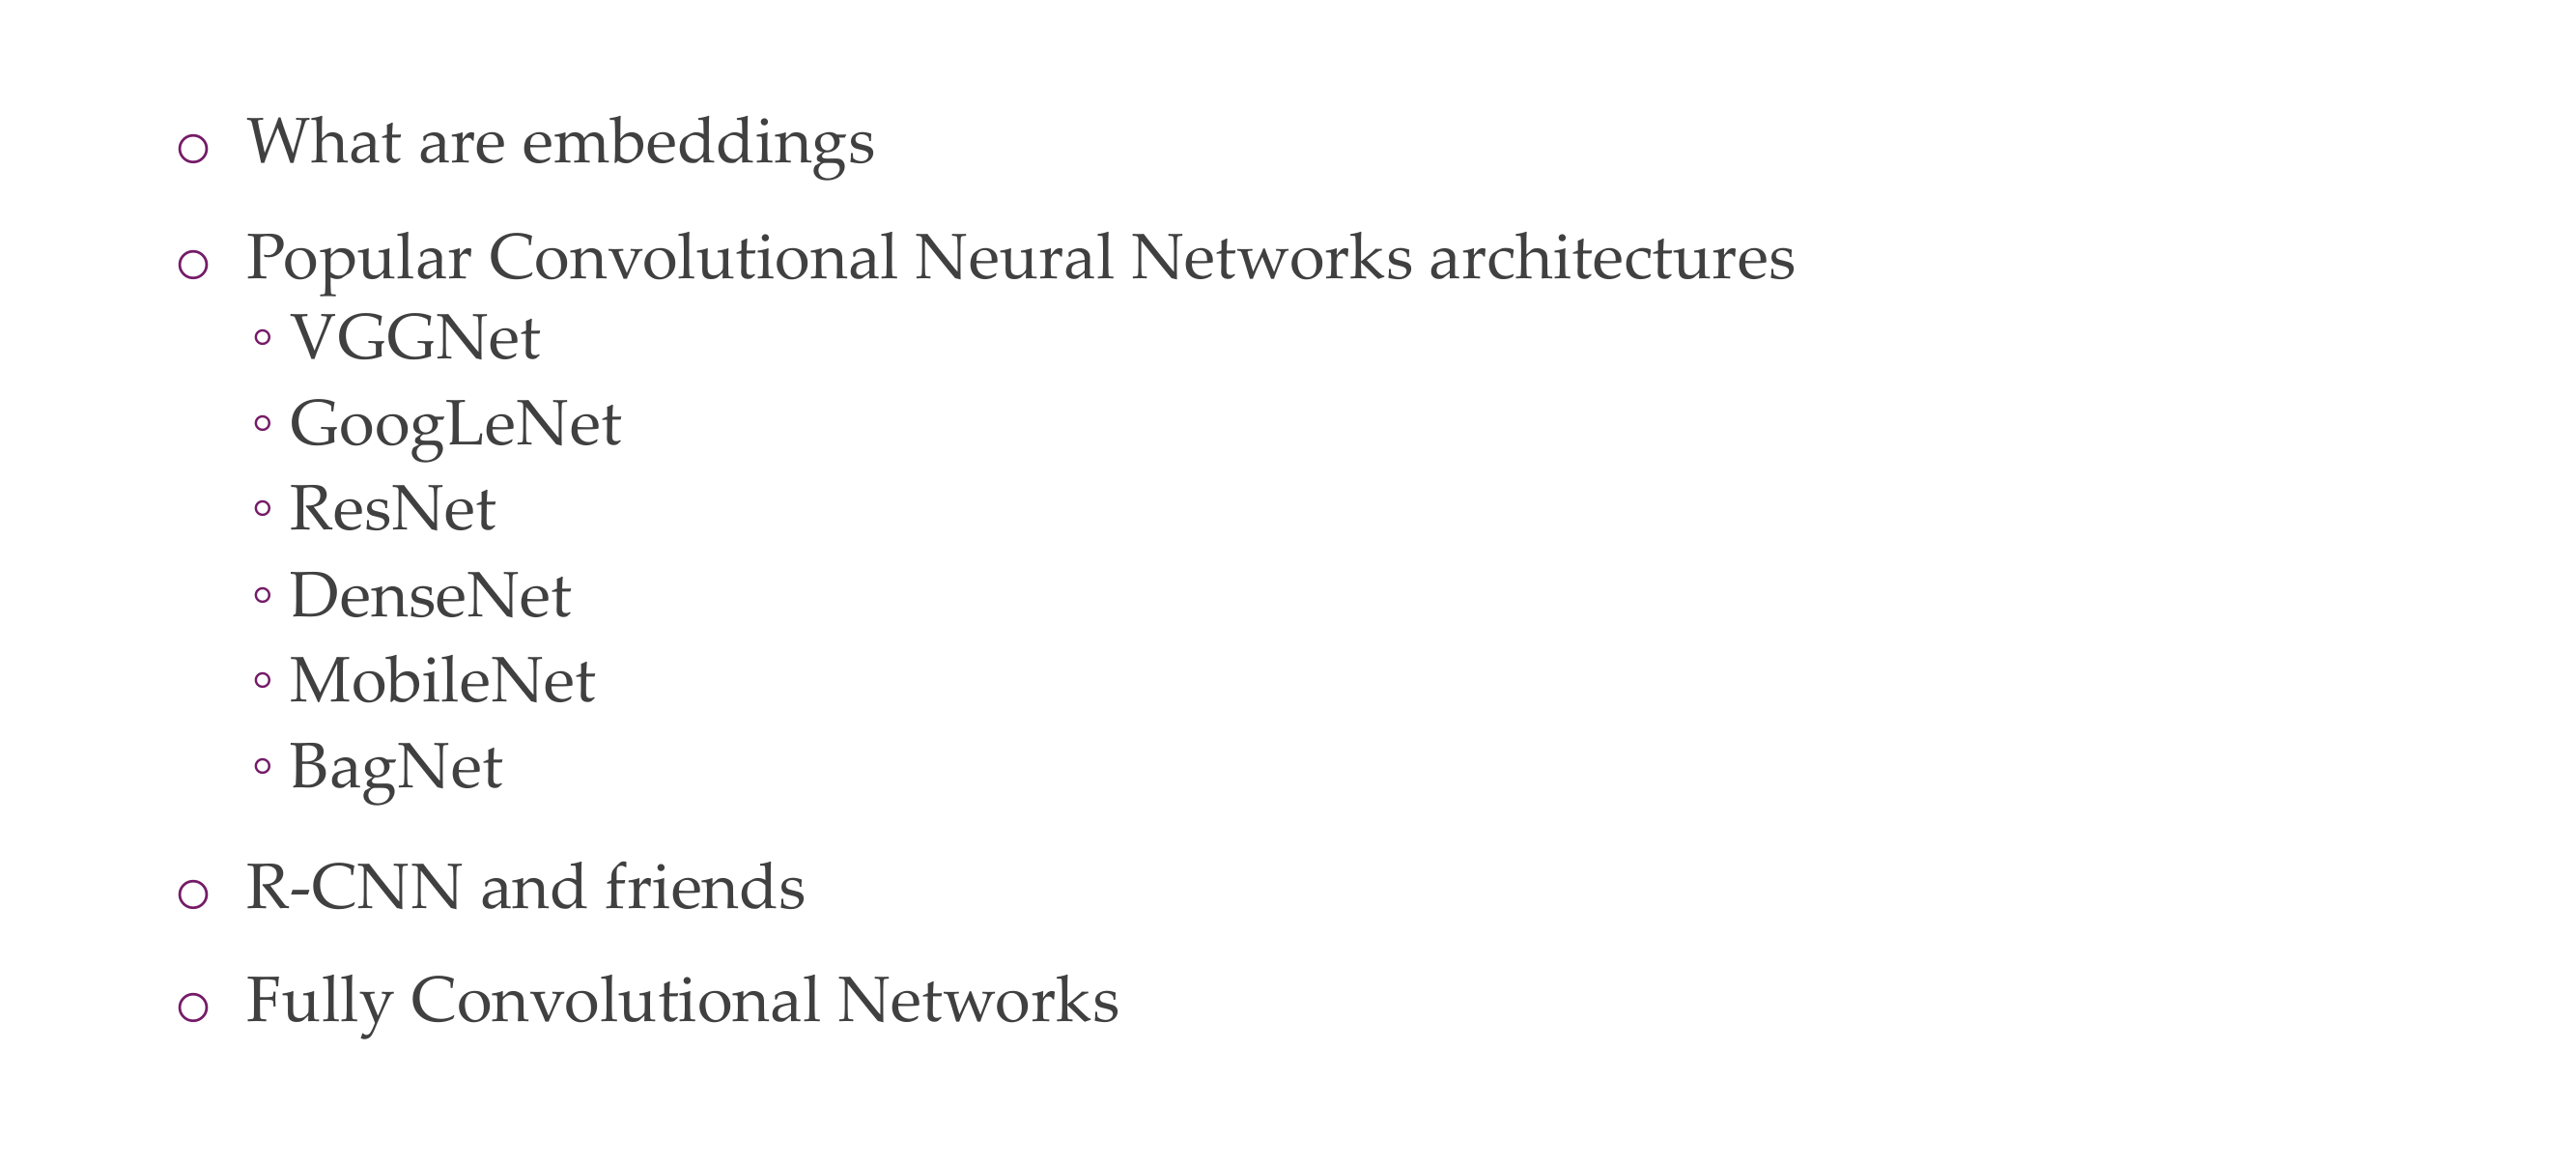 What are embeddings
Popular Convolutional Neural Networks architectures
VGGNet
GoogLeNet
ResNet
DenseNet
MobileNet
BagNet
R-CNN and friends
Fully Convolutional Networks